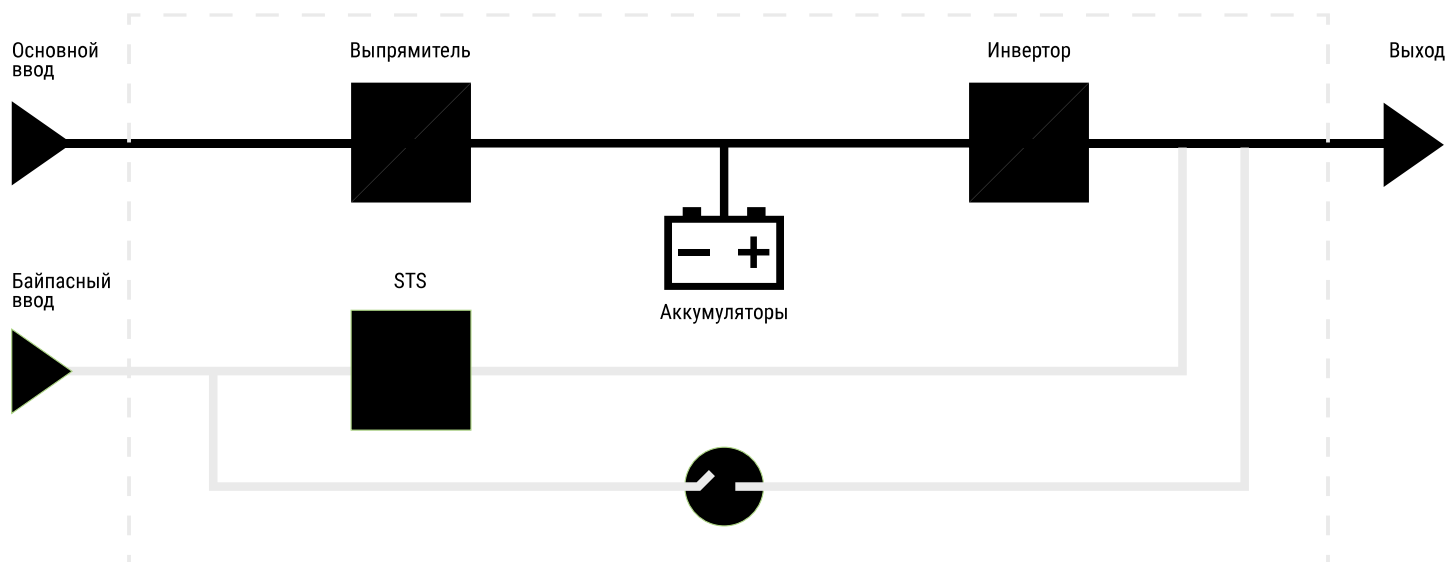 Основной
ввод
Выпрямитель
Инвертор
Выход
Байпасный
ввод
STS
Аккумуляторы